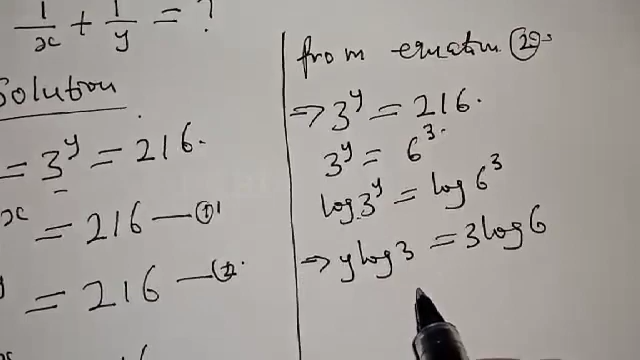 1/x + 1/y = ?
Solution
= 3^y = 216.
x = 216 — ①
y = 216 — ②
x
from equation ②
⇒ 3^y = 216.
3^y = 6^3.
log 3^y = log 6^3
⇒ y log 3 = 3 log 6